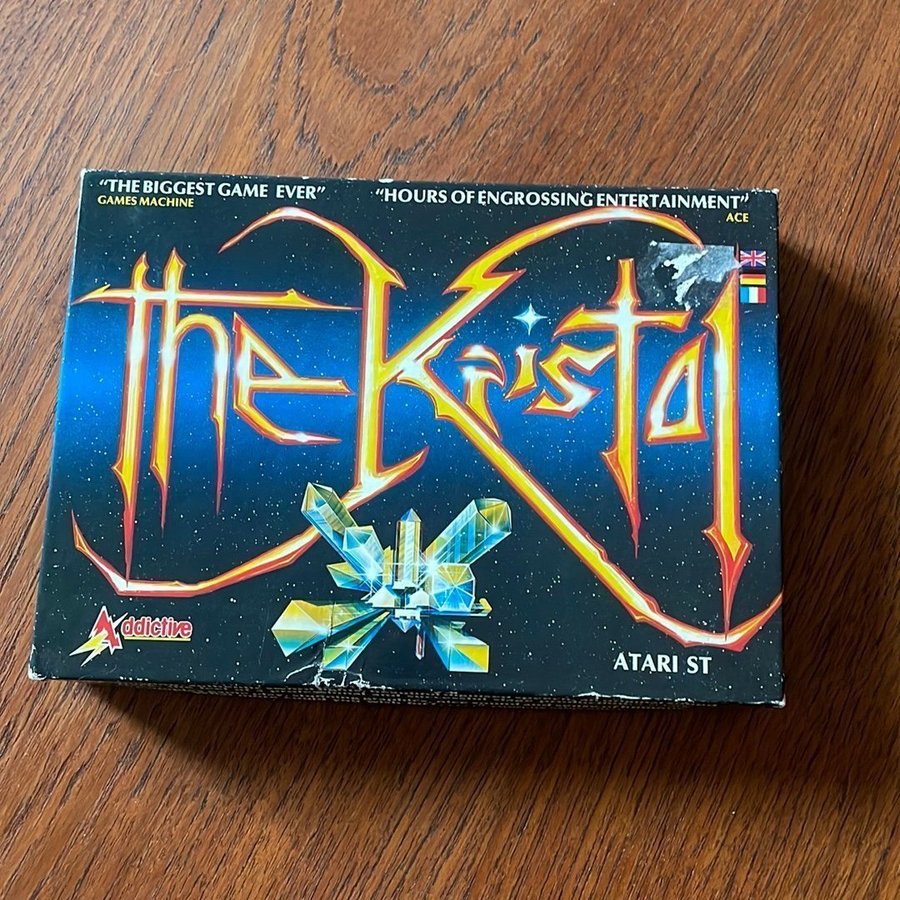 "THE BIGGEST GAME EVER"
GAMES MACHINE
"HOURS OF ENGROSSING ENTERTAINMENT"
ACE
the Kristal
Addictive
ATARI ST